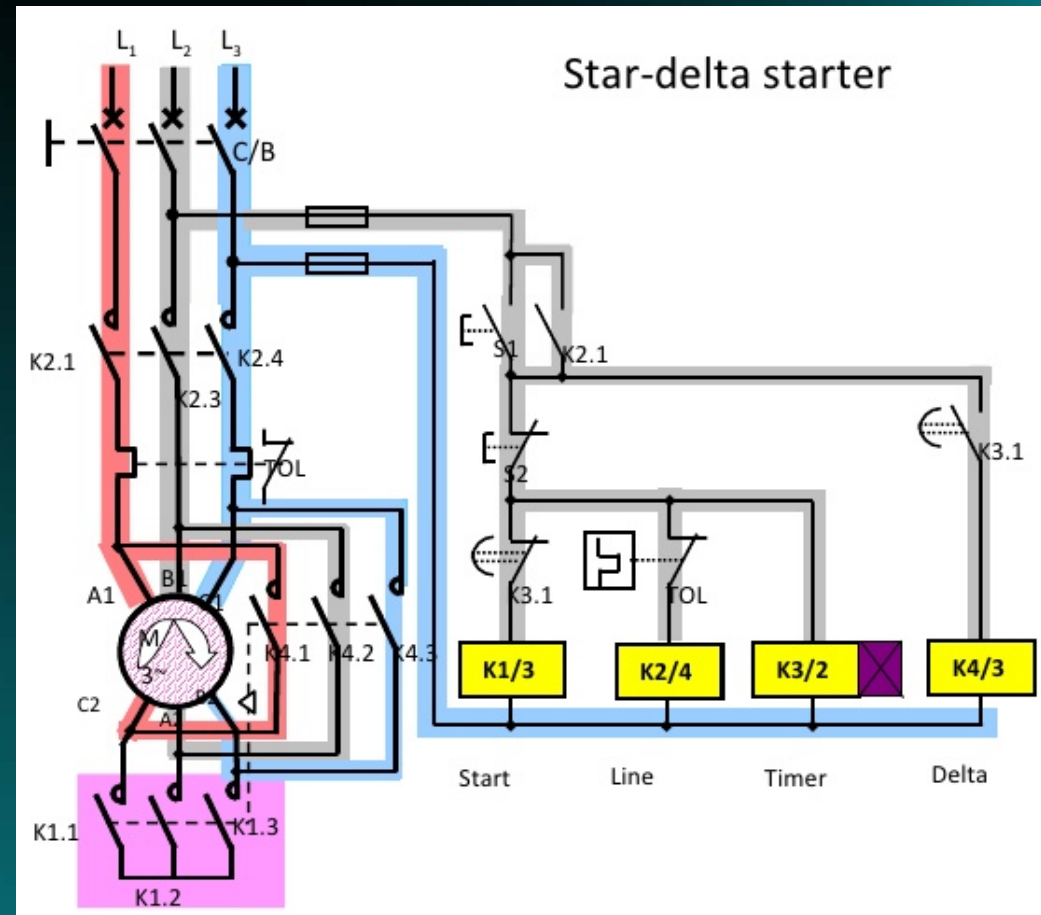 L1 L2 L3
Star-delta starter
C/B
K2.1
K2.3
K2.4
TOL
S1
K2.1
S2
K3.1
K3.1
TOL
A1
B1
C1
M
3~
K4.1
K4.2
K4.3
C2
A2
B2
K1/3
K2/4
K3/2
K4/3
Start
Line
Timer
Delta
K1.1
K1.3
K1.2